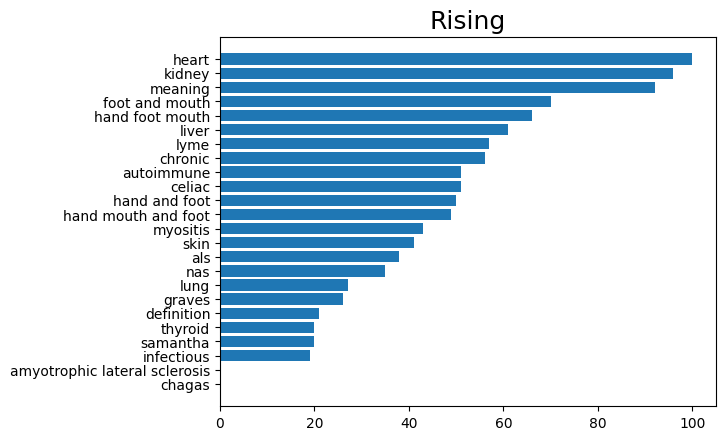 Rising
heart
kidney
meaning
foot and mouth
hand foot mouth
liver
lyme
chronic
autoimmune
celiac
hand and foot
hand mouth and foot
myositis
skin
als
nas
lung
graves
definition
thyroid
samantha
infectious
amyotrophic lateral sclerosis
chagas
0 20 40 60 80 100